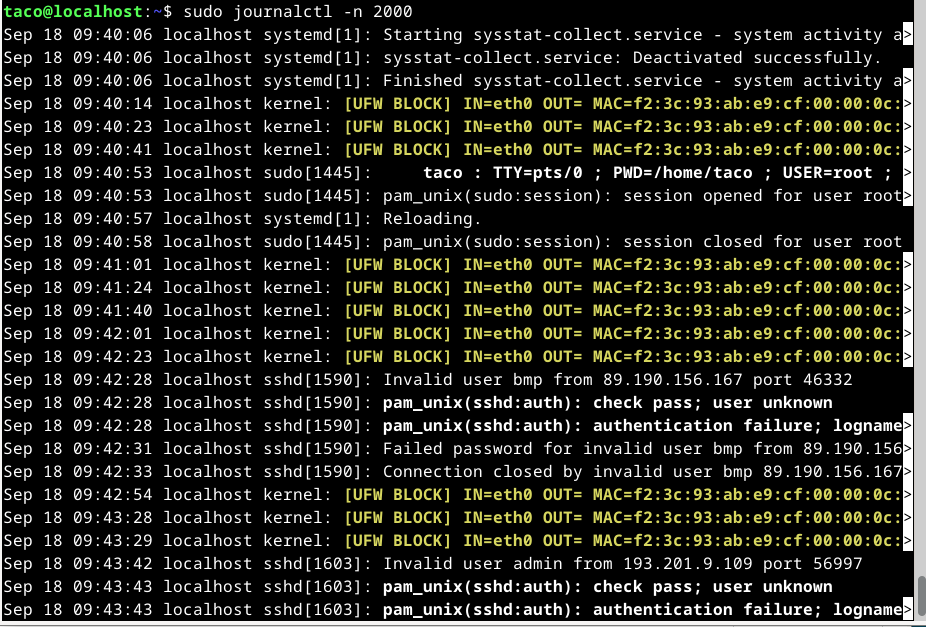 taco@localhost:~$ sudo journalctl -n 2000
Sep 18 09:40:06 localhost systemd[1]: Starting sysstat-collect.service - system activity a>
Sep 18 09:40:06 localhost systemd[1]: sysstat-collect.service: Deactivated successfully.
Sep 18 09:40:06 localhost systemd[1]: Finished sysstat-collect.service - system activity a>
Sep 18 09:40:14 localhost kernel: [UFW BLOCK] IN=eth0 OUT= MAC=f2:3c:93:ab:e9:cf:00:00:0c:>
Sep 18 09:40:23 localhost kernel: [UFW BLOCK] IN=eth0 OUT= MAC=f2:3c:93:ab:e9:cf:00:00:0c:>
Sep 18 09:40:41 localhost kernel: [UFW BLOCK] IN=eth0 OUT= MAC=f2:3c:93:ab:e9:cf:00:00:0c:>
Sep 18 09:40:53 localhost sudo[1445]:     taco : TTY=pts/0 ; PWD=/home/taco ; USER=root ; >
Sep 18 09:40:53 localhost sudo[1445]: pam_unix(sudo:session): session opened for user root>
Sep 18 09:40:57 localhost systemd[1]: Reloading.
Sep 18 09:40:58 localhost sudo[1445]: pam_unix(sudo:session): session closed for user root
Sep 18 09:41:01 localhost kernel: [UFW BLOCK] IN=eth0 OUT= MAC=f2:3c:93:ab:e9:cf:00:00:0c:>
Sep 18 09:41:24 localhost kernel: [UFW BLOCK] IN=eth0 OUT= MAC=f2:3c:93:ab:e9:cf:00:00:0c:>
Sep 18 09:41:40 localhost kernel: [UFW BLOCK] IN=eth0 OUT= MAC=f2:3c:93:ab:e9:cf:00:00:0c:>
Sep 18 09:42:01 localhost kernel: [UFW BLOCK] IN=eth0 OUT= MAC=f2:3c:93:ab:e9:cf:00:00:0c:>
Sep 18 09:42:23 localhost kernel: [UFW BLOCK] IN=eth0 OUT= MAC=f2:3c:93:ab:e9:cf:00:00:0c:>
Sep 18 09:42:28 localhost sshd[1590]: Invalid user bmp from 89.190.156.167 port 46332
Sep 18 09:42:28 localhost sshd[1590]: pam_unix(sshd:auth): check pass; user unknown
Sep 18 09:42:28 localhost sshd[1590]: pam_unix(sshd:auth): authentication failure; logname>
Sep 18 09:42:31 localhost sshd[1590]: Failed password for invalid user bmp from 89.190.156>
Sep 18 09:42:33 localhost sshd[1590]: Connection closed by invalid user bmp 89.190.156.167>
Sep 18 09:42:54 localhost kernel: [UFW BLOCK] IN=eth0 OUT= MAC=f2:3c:93:ab:e9:cf:00:00:0c:>
Sep 18 09:43:28 localhost kernel: [UFW BLOCK] IN=eth0 OUT= MAC=f2:3c:93:ab:e9:cf:00:00:0c:>
Sep 18 09:43:29 localhost kernel: [UFW BLOCK] IN=eth0 OUT= MAC=f2:3c:93:ab:e9:cf:00:00:0c:>
Sep 18 09:43:42 localhost sshd[1603]: Invalid user admin from 193.201.9.109 port 56997
Sep 18 09:43:43 localhost sshd[1603]: pam_unix(sshd:auth): check pass; user unknown
Sep 18 09:43:43 localhost sshd[1603]: pam_unix(sshd:auth): authentication failure; logname>